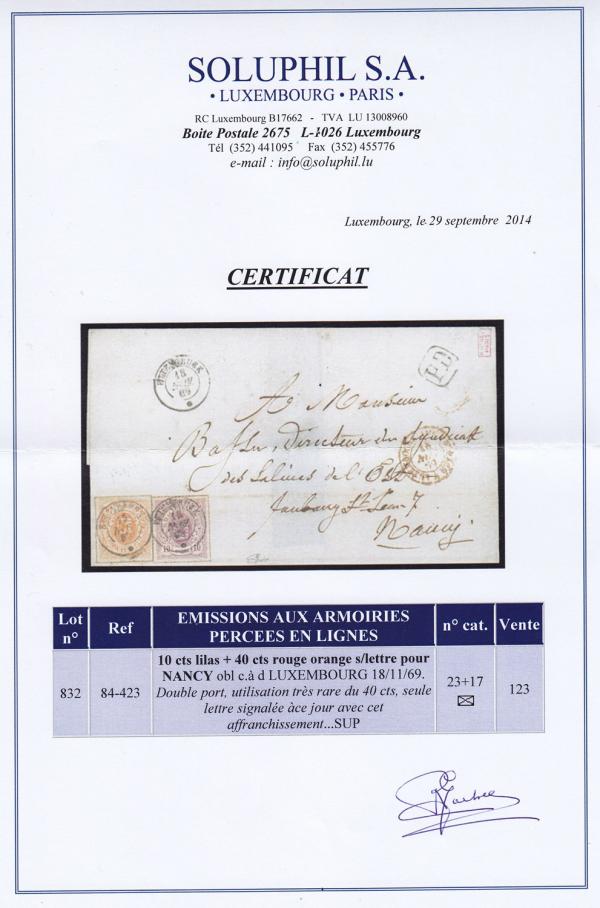 SOLUPHIL S.A.
• LUXEMBOURG • PARIS •
RC Luxembourg B17662 - TVA LU 13008960
Boite Postale 2675 L-1026 Luxembourg
Tél (352) 441095 Fax (352) 455776
e-mail : info@soluphil.lu
Luxembourg, le 29 septembre 2014
CERTIFICAT
LUXEMBOURG
18
69
P.D.
A Monsieur
directeur du Syndicat
des Salines de l'Est
faubourg St Jean 7
Nancy
Lot n° Ref EMISSIONS AUX ARMOIRIES n° cat. Vente
PERCEES EN LIGNES
10 cts lilas + 40 cts rouge orange s/lettre pour
NANCY obl c.à d LUXEMBOURG 18/11/69.
832 84-423 Double port, utilisation très rare du 40 cts, seule 23+17 123
lettre signalée àce jour avec cet
affranchissement...SUP